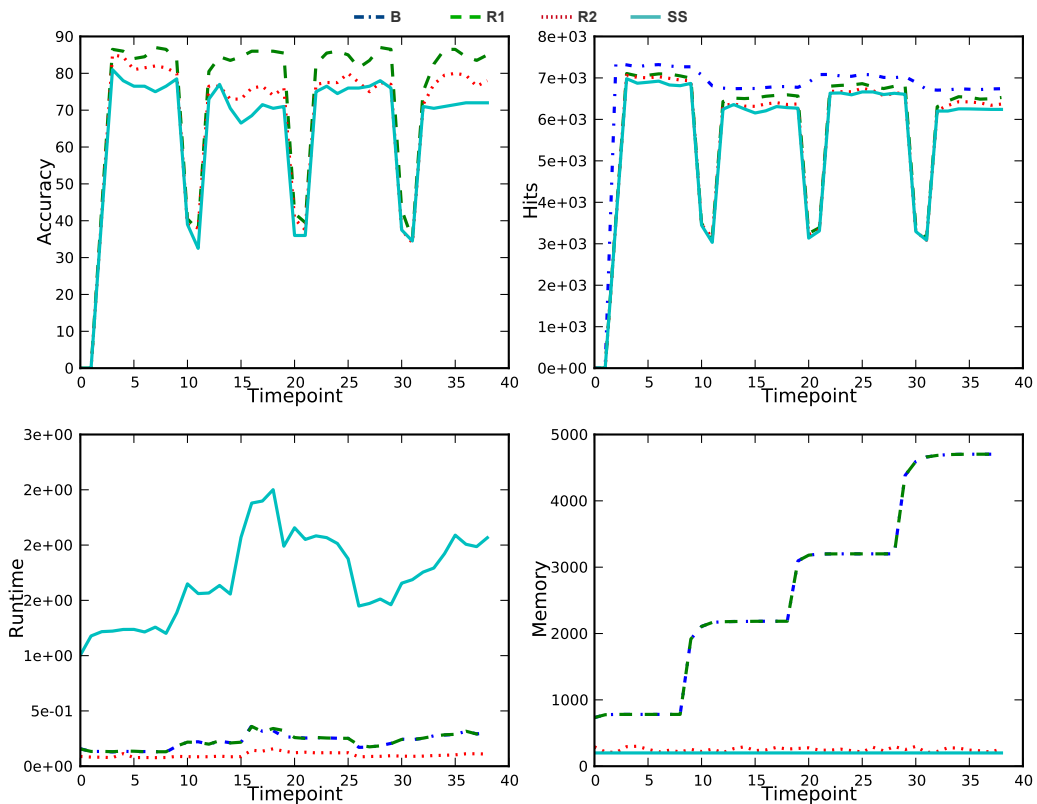 B R1 R2 SS
90
80
70
60
50
40
30
20
10
0
Accuracy
0 5 10 15 20 25 30 35 40
Timepoint
8e+03
7e+03
6e+03
5e+03
4e+03
3e+03
2e+03
1e+03
0e+00
Hits
0 5 10 15 20 25 30 35 40
Timepoint
3e+00
2e+00
2e+00
2e+00
1e+00
5e-01
0e+00
Runtime
0 5 10 15 20 25 30 35 40
Timepoint
5000
4000
3000
2000
1000
0
Memory
0 5 10 15 20 25 30 35 40
Timepoint